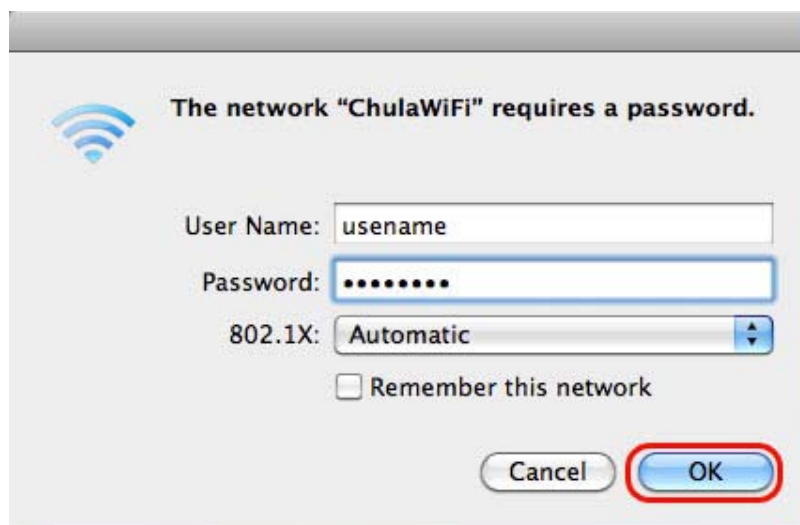 The network “ChulaWiFi” requires a password.
User Name: usename
Password: ••••••••
802.1X: Automatic
Remember this network
Cancel OK